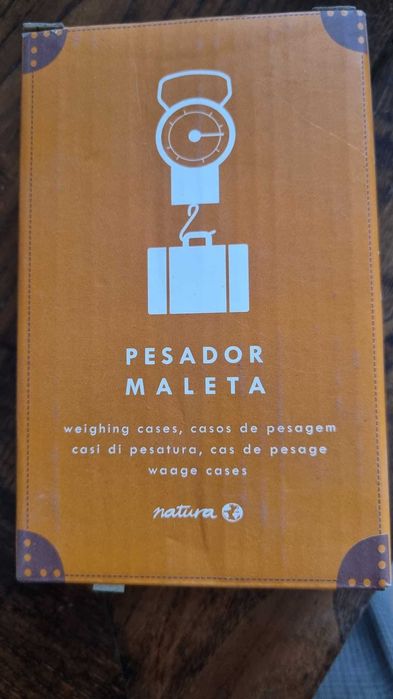 PESADOR
MALETA
weighing cases, casos de pesagem
casi di pesatura, cas de pesage
waage cases
natura